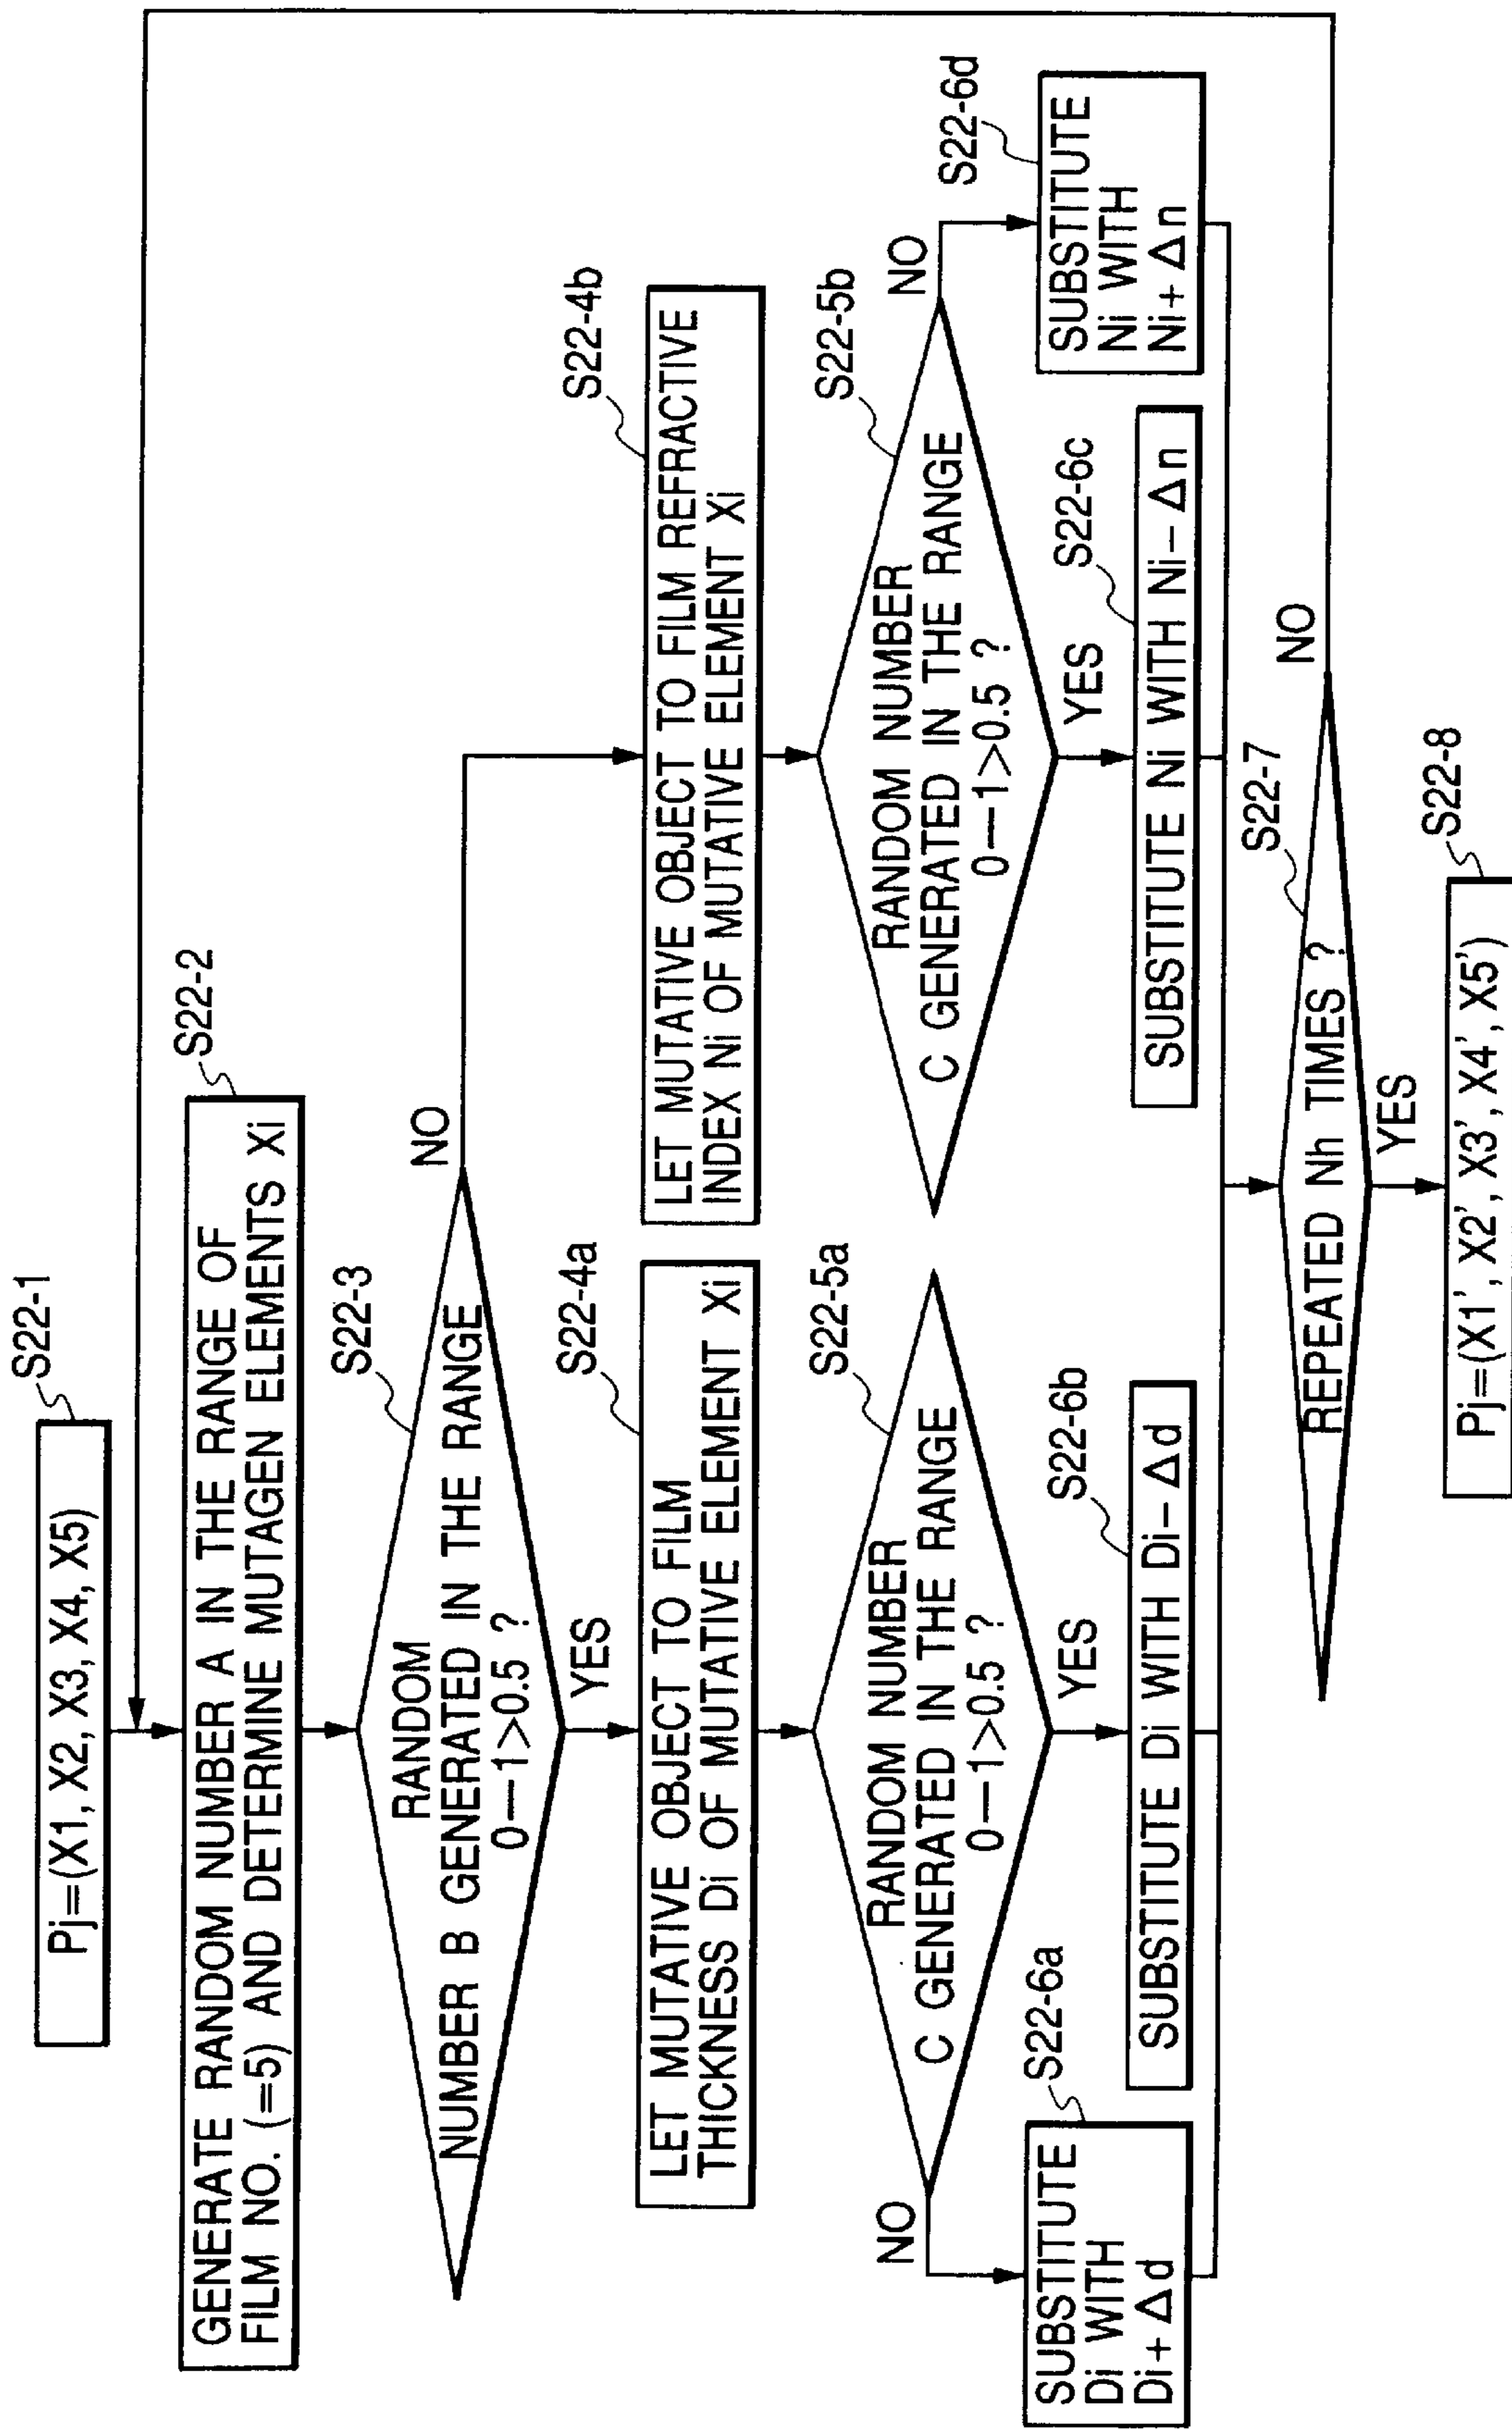 S22-1
Pj=(X1, X2, X3, X4, X5)
S22-2
GENERATE RANDOM NUMBER A IN THE RANGE OF
FILM NO. (=5) AND DETERMINE MUTAGEN ELEMENTS Xi
S22-3
RANDOM
NUMBER B GENERATED IN THE RANGE
0—1>0.5 ?
NO
YES
S22-4a
LET MUTATIVE OBJECT TO FILM
THICKNESS Di OF MUTATIVE ELEMENT Xi
S22-4b
LET MUTATIVE OBJECT TO FILM REFRACTIVE
INDEX Ni OF MUTATIVE ELEMENT Xi
S22-5a
RANDOM NUMBER
C GENERATED IN THE RANGE
0—1>0.5 ?
NO
YES
S22-5b
RANDOM NUMBER
C GENERATED IN THE RANGE
0—1>0.5 ?
NO
YES
S22-6a
SUBSTITUTE
Di WITH
Di+Δd
S22-6b
SUBSTITUTE Di WITH Di−Δd
S22-6c
SUBSTITUTE Ni WITH Ni−Δn
S22-6d
SUBSTITUTE
Ni WITH
Ni+Δn
S22-7
REPEATED Nh TIMES ?
NO
YES
S22-8
Pj=(X1', X2', X3', X4', X5')